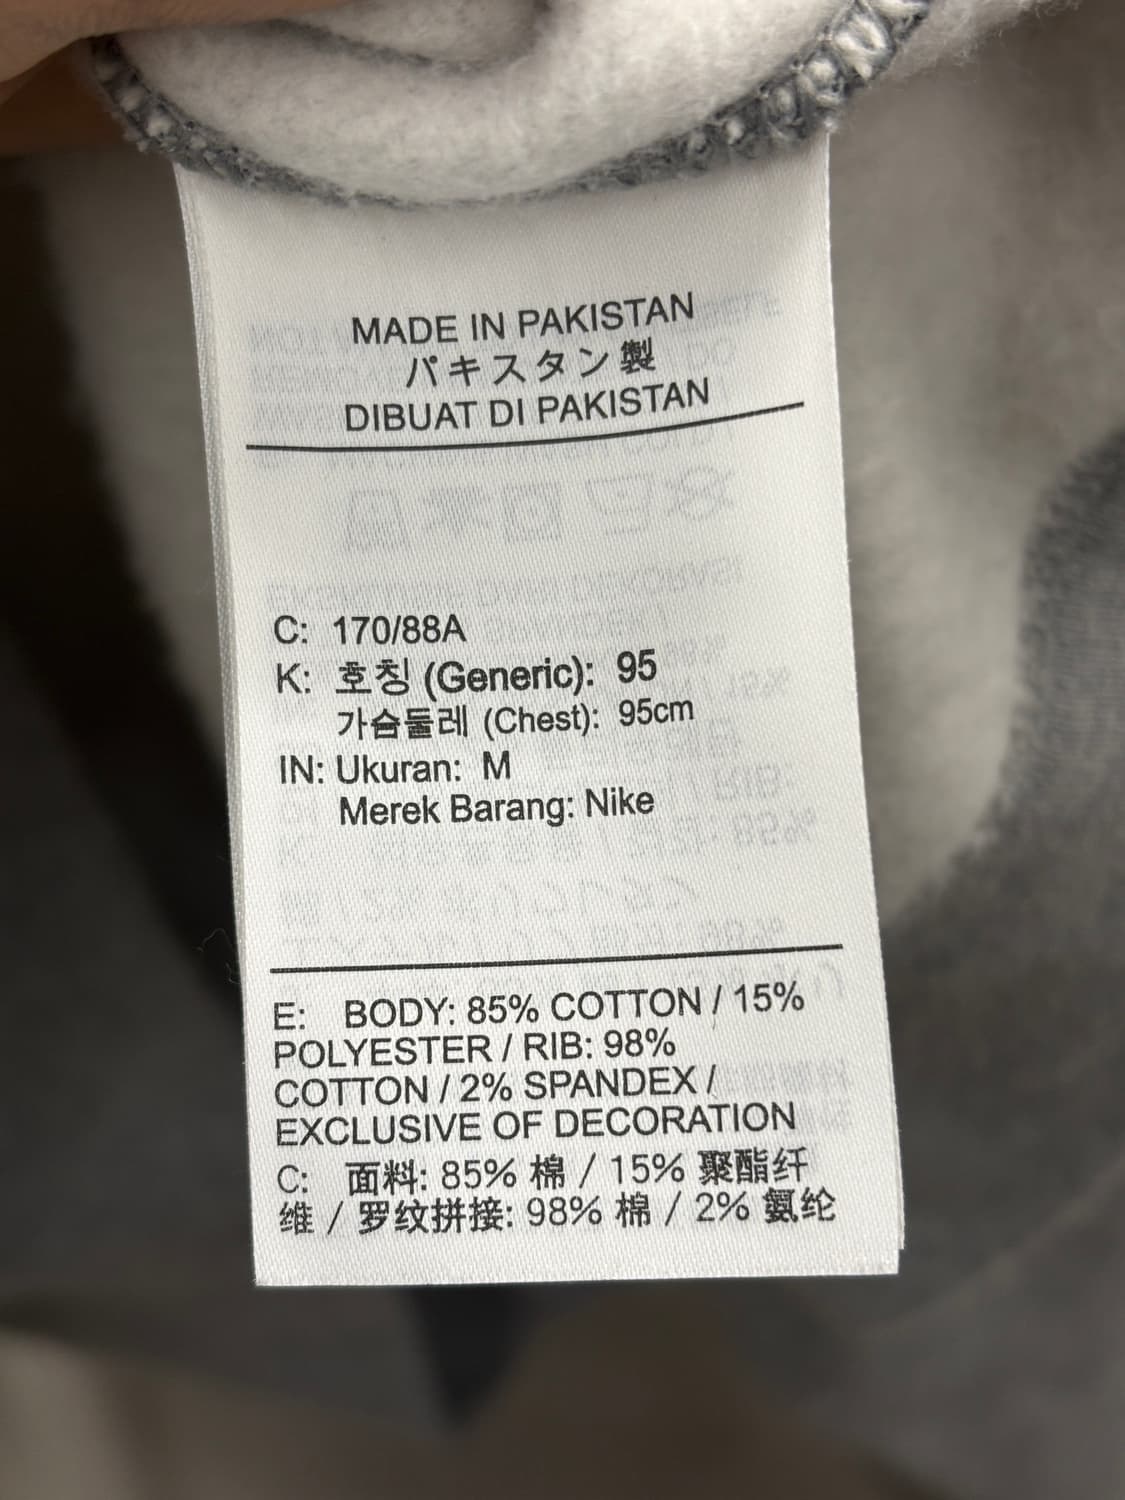 MADE IN PAKISTAN
パキスタン製
DIBUAT DI PAKISTAN
C: 170/88A
K: 호칭 (Generic): 95
가슴둘레 (Chest): 95cm
IN: Ukuran: M
Merek Barang: Nike
E: BODY: 85% COTTON / 15%
POLYESTER / RIB: 98%
COTTON / 2% SPANDEX /
EXCLUSIVE OF DECORATION
C: 面料: 85% 棉 / 15% 聚酯纤
维 / 罗纹拼接: 98% 棉 / 2% 氨纶